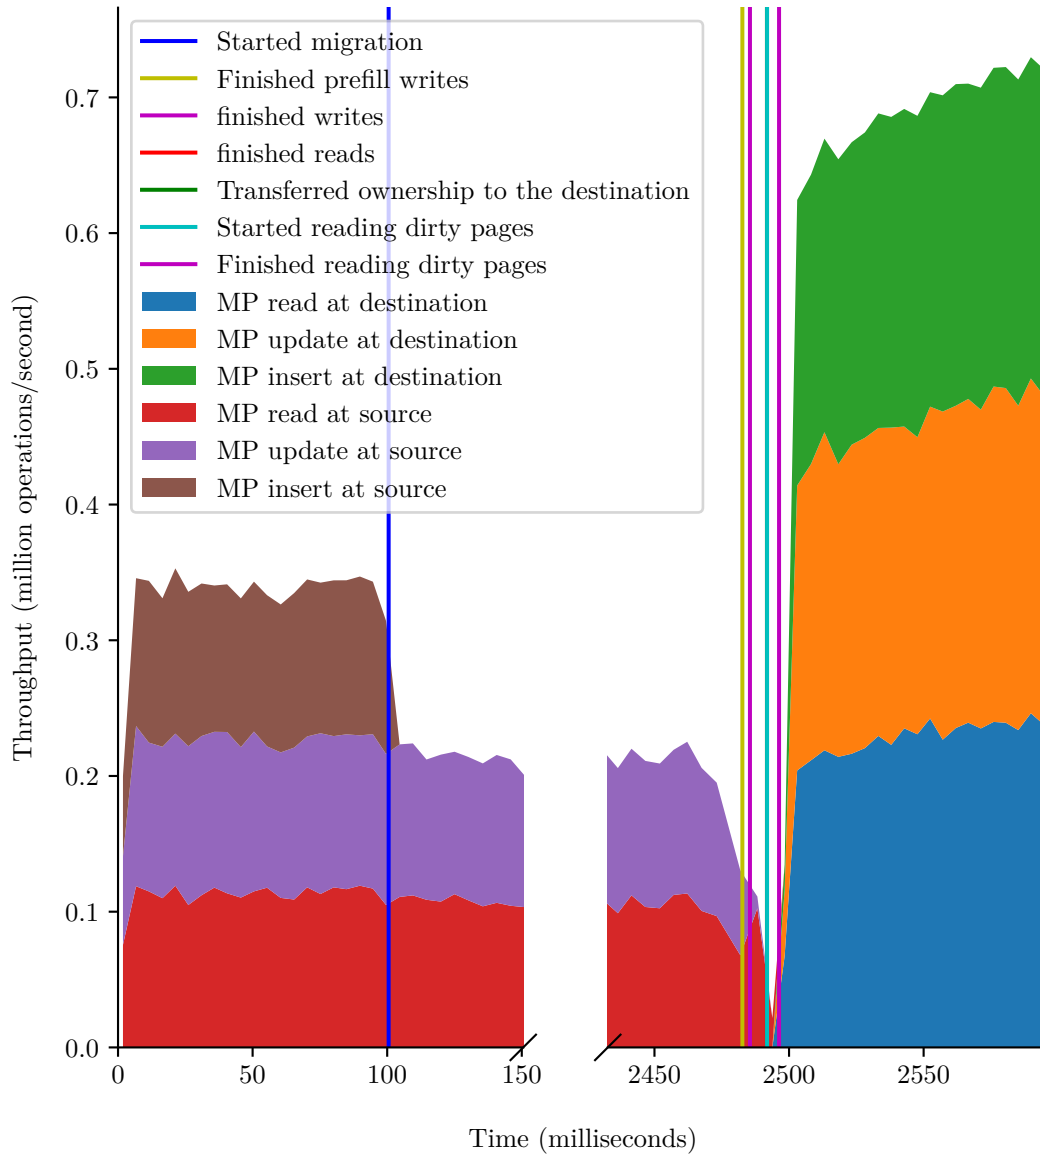 Started migration
Finished prefill writes
finished writes
finished reads
Transferred ownership to the destination
Started reading dirty pages
Finished reading dirty pages
MP read at destination
MP update at destination
MP insert at destination
MP read at source
MP update at source
MP insert at source
Throughput (million operations/second)
0.7
0.6
0.5
0.4
0.3
0.2
0.1
0.0
0 50 100 150 2450 2500 2550
Time (milliseconds)